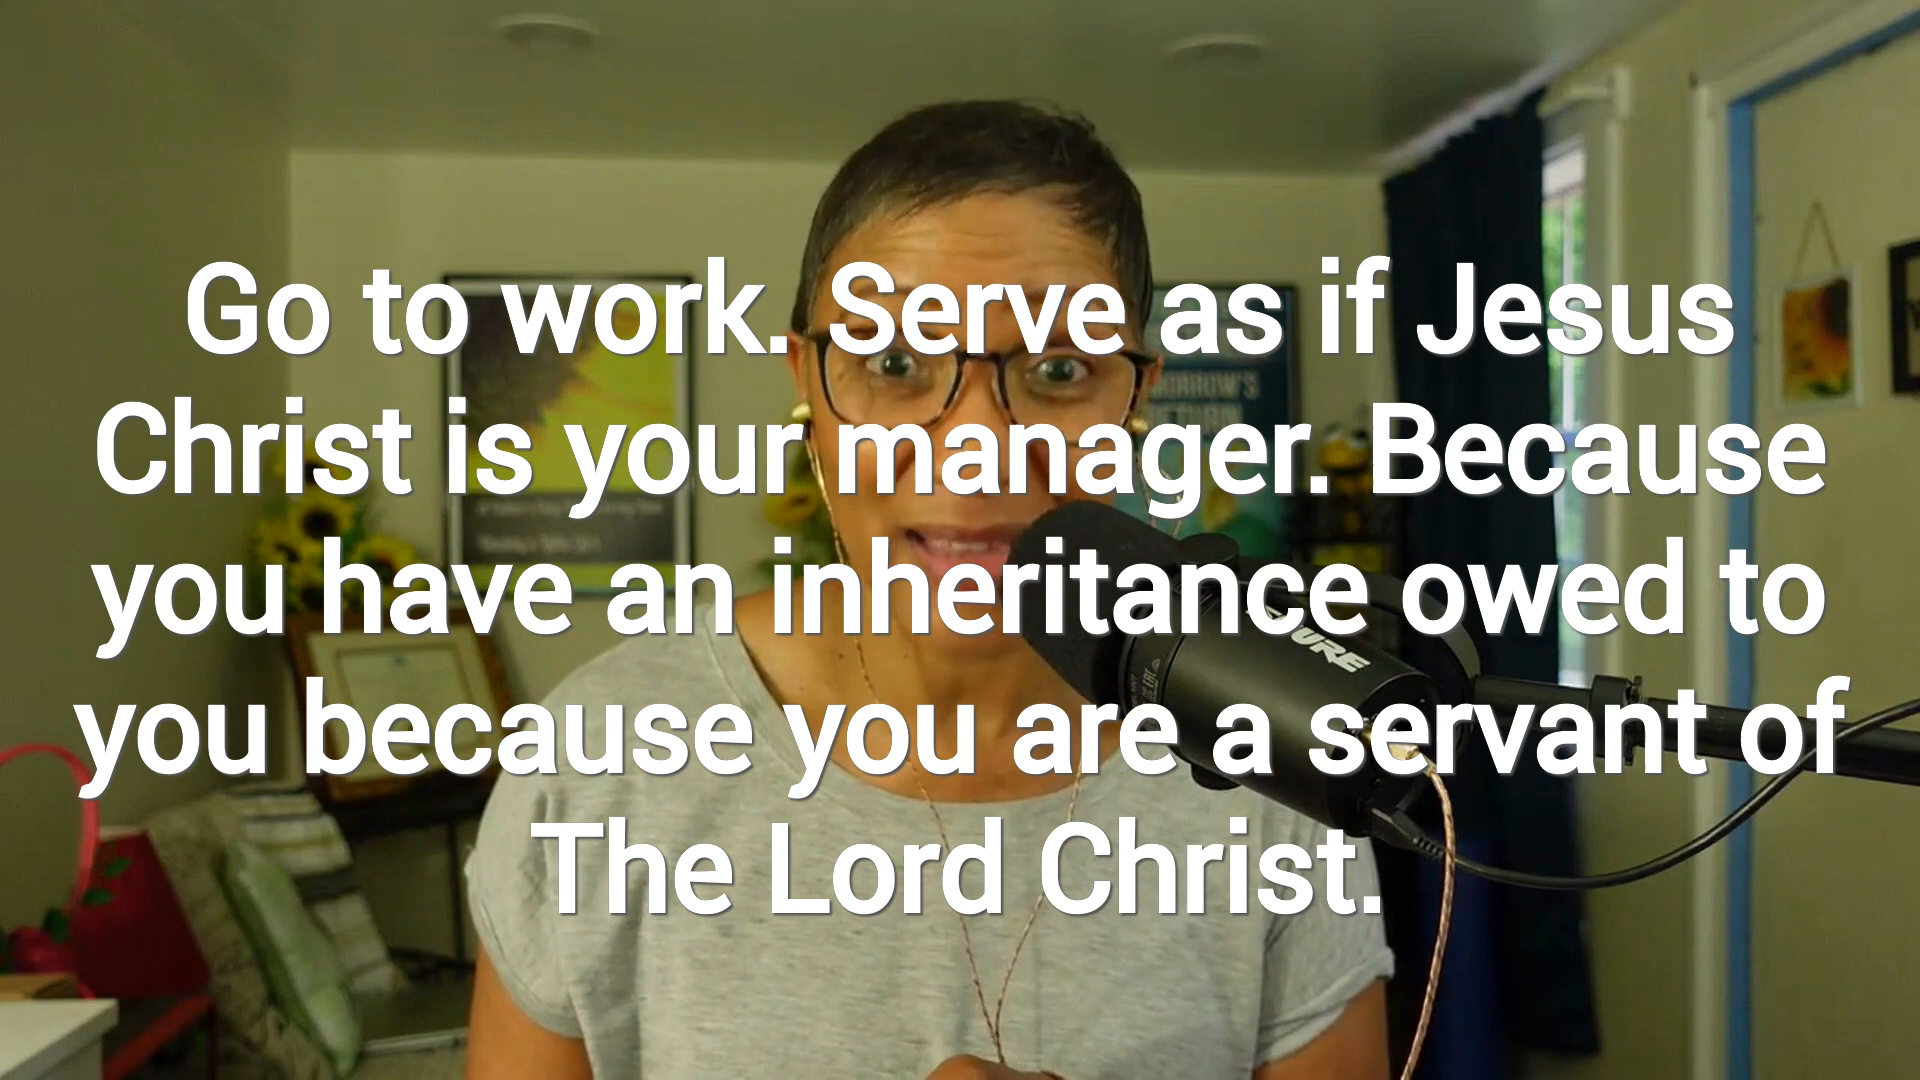 Go to work. Serve as if Jesus
Christ is your manager. Because
you have an inheritance owed to
you because you are a servant of
The Lord Christ.